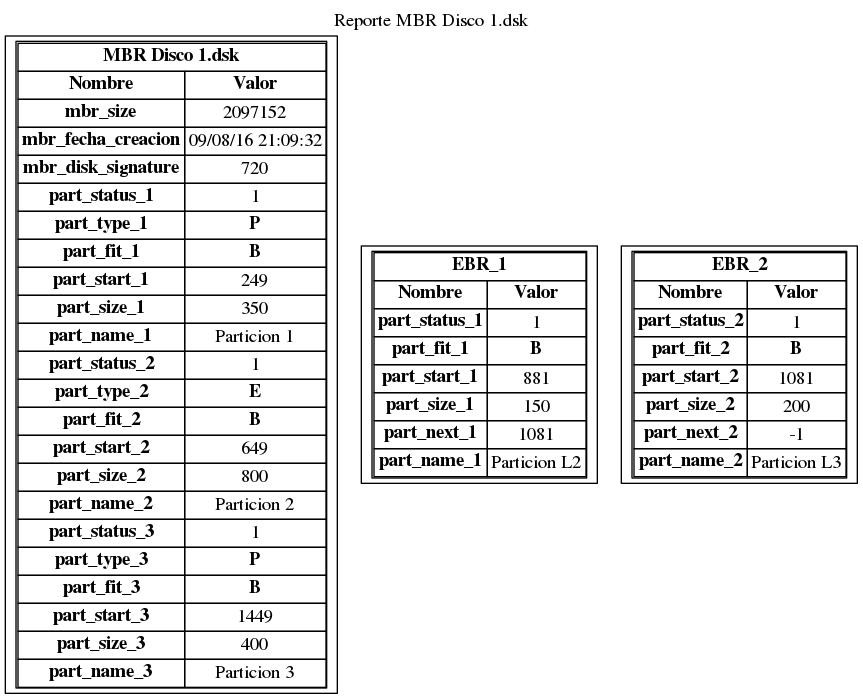 Reporte MBR Disco 1.dsk
MBR Disco 1.dsk
Nombre Valor
mbr_size 2097152
mbr_fecha_creacion 09/08/16 21:09:32
mbr_disk_signature 720
part_status_1 1
part_type_1 P
part_fit_1 B
part_start_1 249
part_size_1 350
part_name_1 Particion 1
part_status_2 1
part_type_2 E
part_fit_2 B
part_start_2 649
part_size_2 800
part_name_2 Particion 2
part_status_3 1
part_type_3 P
part_fit_3 B
part_start_3 1449
part_size_3 400
part_name_3 Particion 3
EBR_1
Nombre Valor
part_status_1 1
part_fit_1 B
part_start_1 881
part_size_1 150
part_next_1 1081
part_name_1 Particion L2
EBR_2
Nombre Valor
part_status_2 1
part_fit_2 B
part_start_2 1081
part_size_2 200
part_next_2 -1
part_name_2 Particion L3